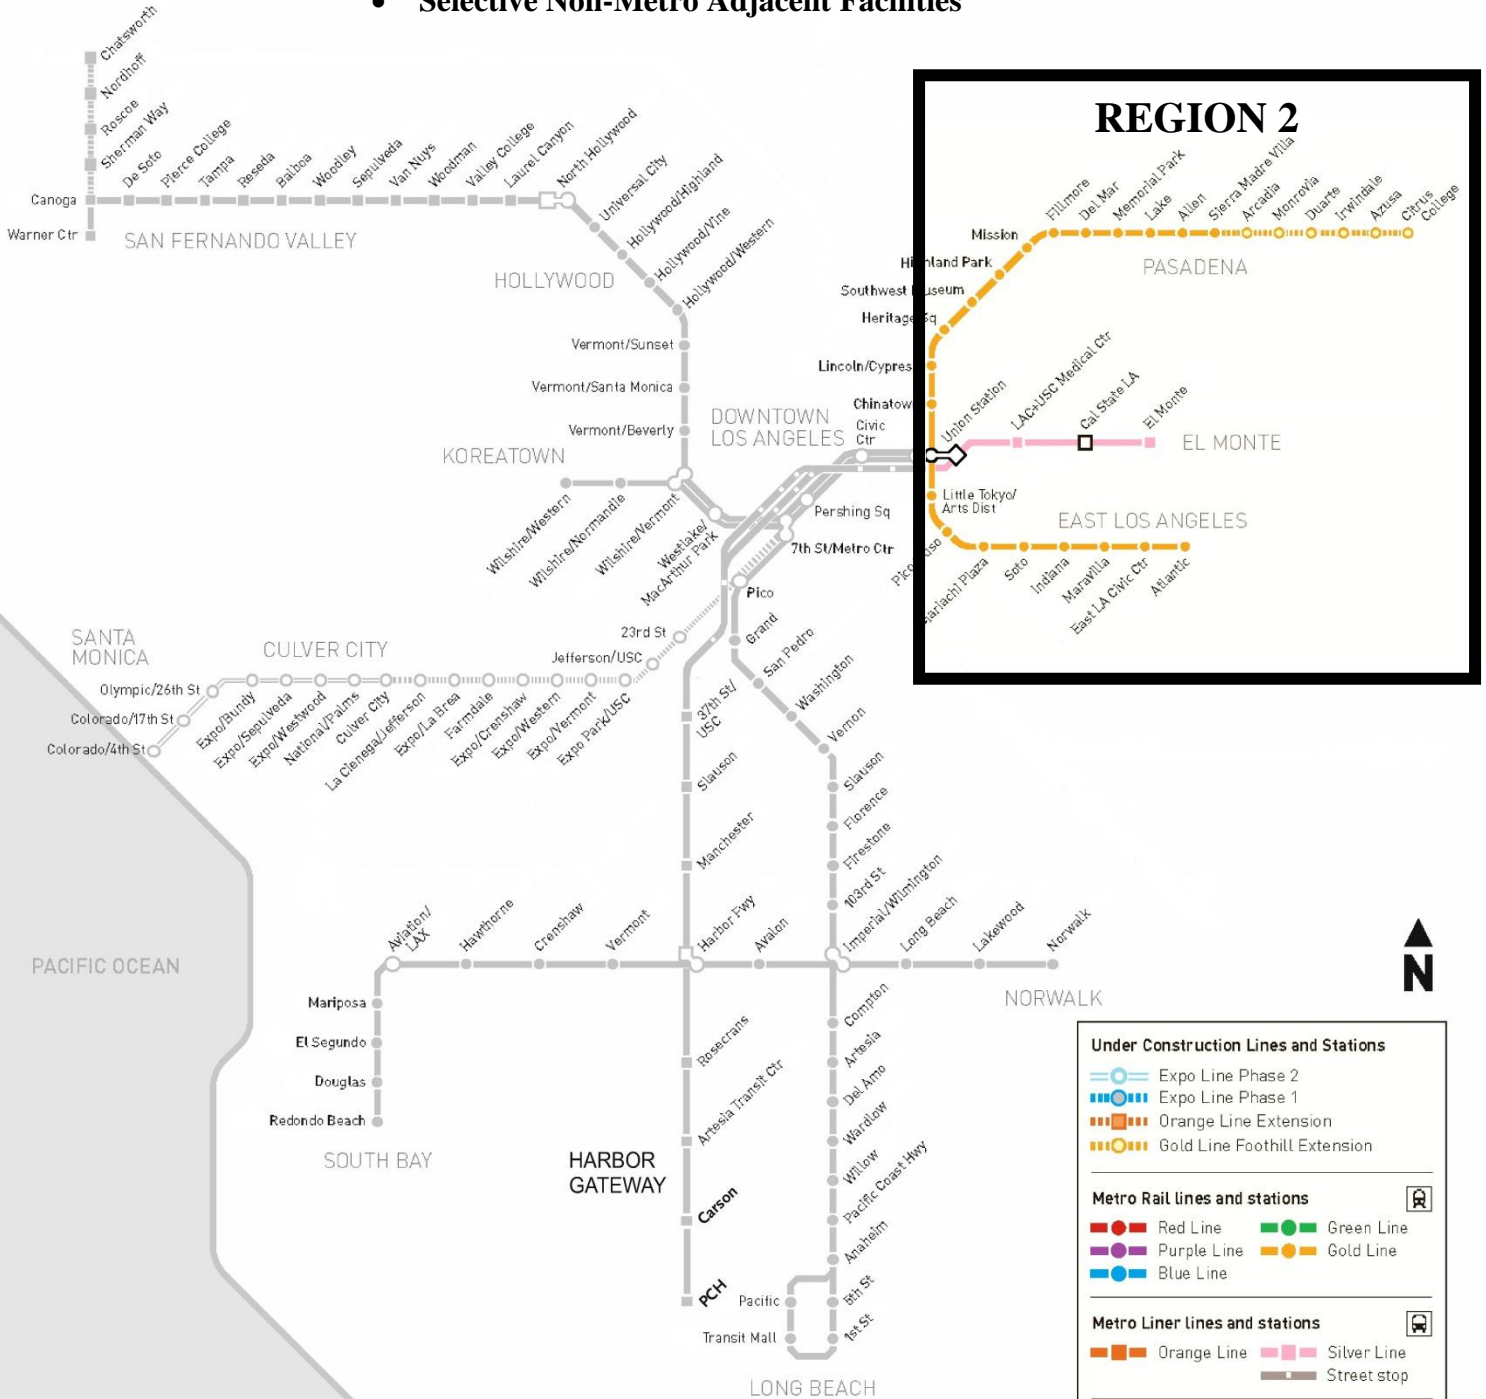 • Selective Non-Metro Adjacent Facilities
REGION 2
Chatsworth
Nordhoff
Roscoe
Sherman Way
Canoga
Warner Ctr
De Soto
Pierce College
Tampa
Reseda
Balboa
Woodley
Sepulveda
Van Nuys
Woodman
Valley College
Laurel Canyon
North Hollywood
SAN FERNANDO VALLEY
Universal City
Hollywood/Highland
Hollywood/Vine
Hollywood/Western
HOLLYWOOD
Vermont/Sunset
Vermont/Santa Monica
Vermont/Beverly
KOREATOWN
Wilshire/Western
Wilshire/Normandie
Wilshire/Vermont
Westlake/
MacArthur Park
DOWNTOWN
LOS ANGELES
Civic
Ctr
Pershing Sq
7th St/Metro Ctr
Pico
Fillmore
Del Mar
Memorial Park
Lake
Allen
Sierra Madre Villa
Arcadia
Monrovia
Duarte
Irwindale
Azusa
Citrus
College
Mission
PASADENA
Highland Park
Southwest Museum
Heritage Sq
Lincoln/Cypres
Chinatow
Union Station
LAC+USC Medical Ctr
Cal State LA
El Monte
EL MONTE
Little Tokyo/
Arts Dist
EAST LOS ANGELES
Pico
Mariachi Plaza
Soto
Indiana
Maravilla
East LA Civic Ctr
Atlantic
23rd St
Jefferson/USC
SANTA
MONICA
CULVER CITY
Olympic/26th St
Colorado/17th St
Colorado/4th St
Expo/Bundy
Expo/Sepulveda
Expo/Westwood
National/Palms
Culver City
La Cienega/Jefferson
Expo/La Brea
Farmdale
Expo/Crenshaw
Expo/Western
Expo/Vermont
Expo Park/USC
Grand
San Pedro
Washington
Vernon
Slauson
Florence
Firestone
103rd St
Imperial/Wilmington
37th St/
USC
Slauson
Manchester
Harbor Fwy
Aviation/
LAX
Hawthorne
Crenshaw
Vermont
Avalon
Long Beach
Lakewood
Norwalk
NORWALK
PACIFIC OCEAN
Mariposa
El Segundo
Douglas
Redondo Beach
SOUTH BAY
Rosecrans
Artesia Transit Ctr
HARBOR
GATEWAY
Carson
PCH
Compton
Artesia
Del Amo
Wardlow
Willow
Pacific Coast Hwy
Anaheim
5th St
1st St
Pacific
Transit Mall
LONG BEACH
N
Under Construction Lines and Stations
Expo Line Phase 2
Expo Line Phase 1
Orange Line Extension
Gold Line Foothill Extension
Metro Rail lines and stations
Red Line Green Line
Purple Line Gold Line
Blue Line
Metro Liner lines and stations
Orange Line Silver Line
Street stop